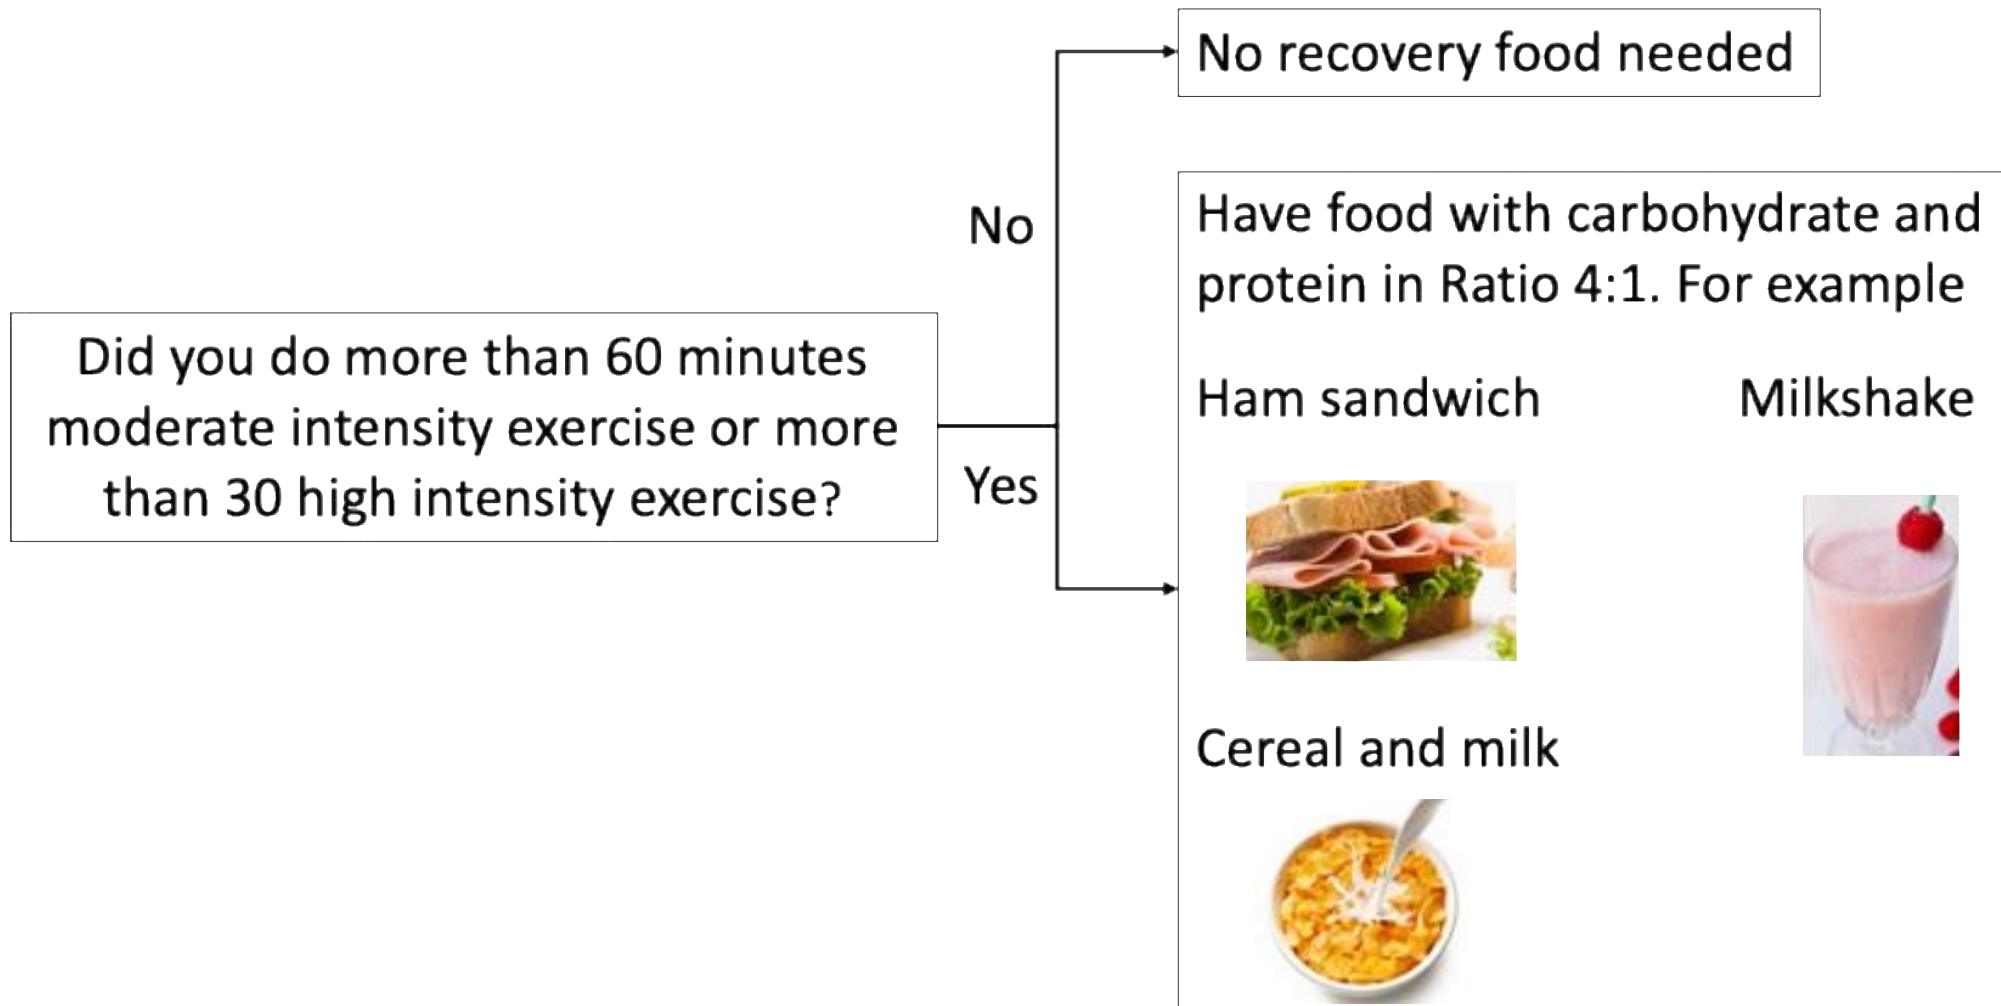 No recovery food needed
No
Have food with carbohydrate and
protein in Ratio 4:1. For example
Did you do more than 60 minutes
moderate intensity exercise or more
than 30 high intensity exercise?
Ham sandwich
Milkshake
Yes
Cereal and milk